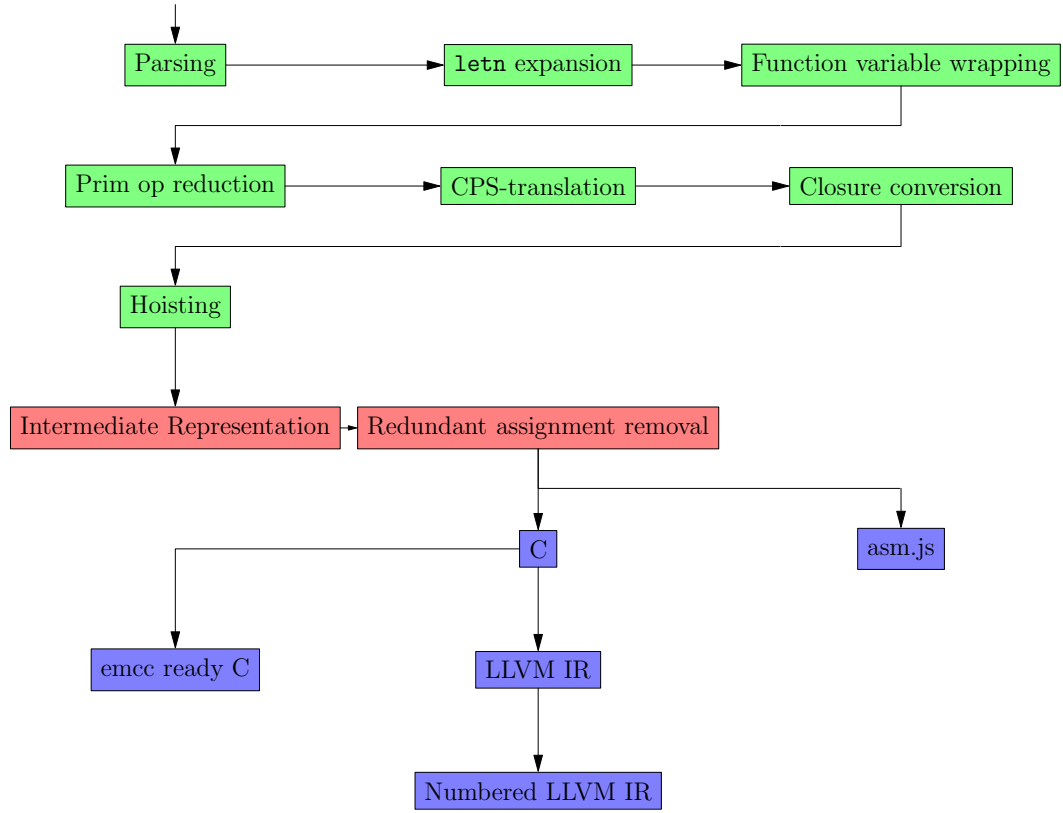 Parsing
letn expansion
Function variable wrapping
Prim op reduction
CPS-translation
Closure conversion
Hoisting
Intermediate Representation
Redundant assignment removal
C
asm.js
emcc ready C
LLVM IR
Numbered LLVM IR